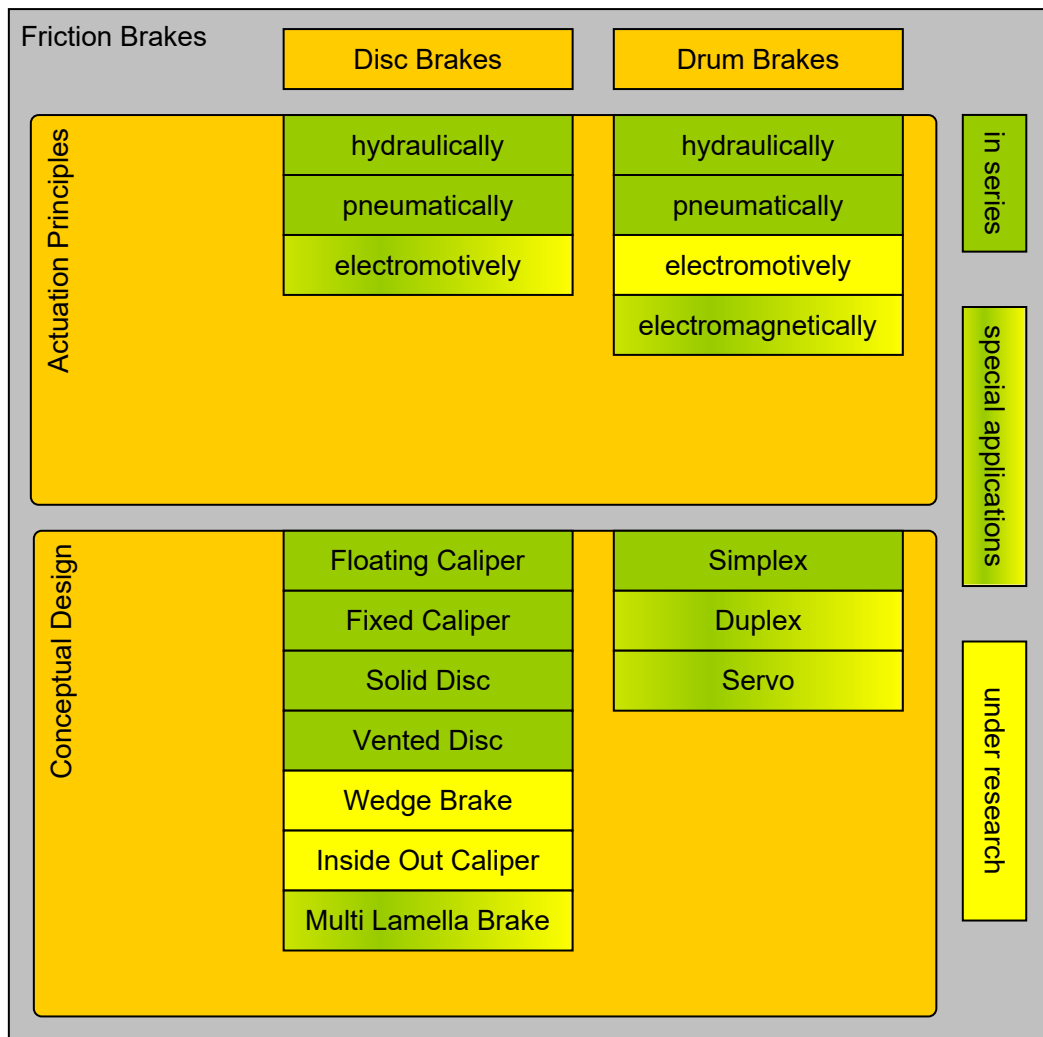 Friction Brakes
Disc Brakes
Drum Brakes
Actuation Principles
hydraulically
pneumatically
electromotively
hydraulically
pneumatically
electromotively
electromagnetically
Conceptual Design
Floating Caliper
Fixed Caliper
Solid Disc
Vented Disc
Wedge Brake
Inside Out Caliper
Multi Lamella Brake
Simplex
Duplex
Servo
in series
special applications
under research